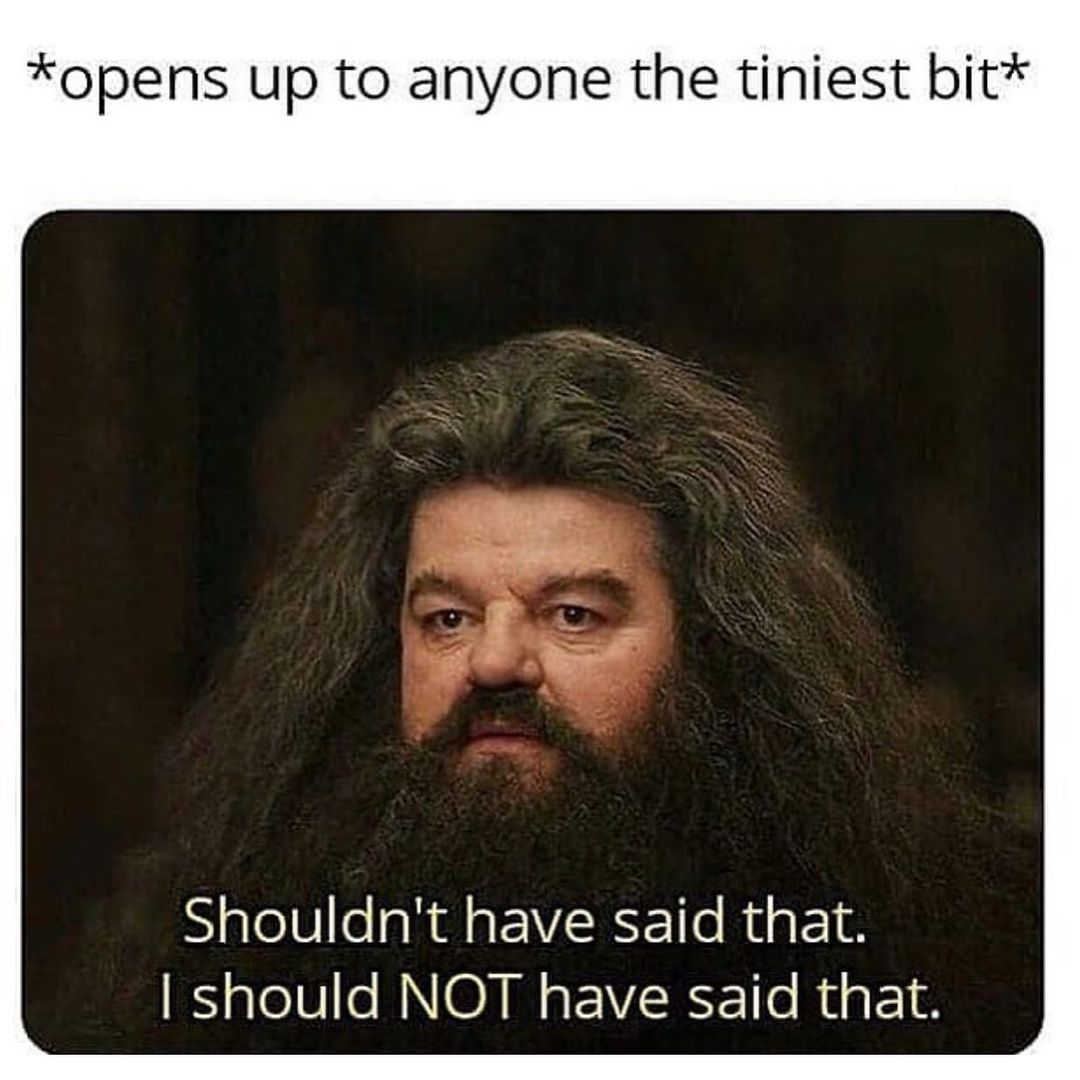 *opens up to anyone the tiniest bit*
Shouldn't have said that.
I should NOT have said that.